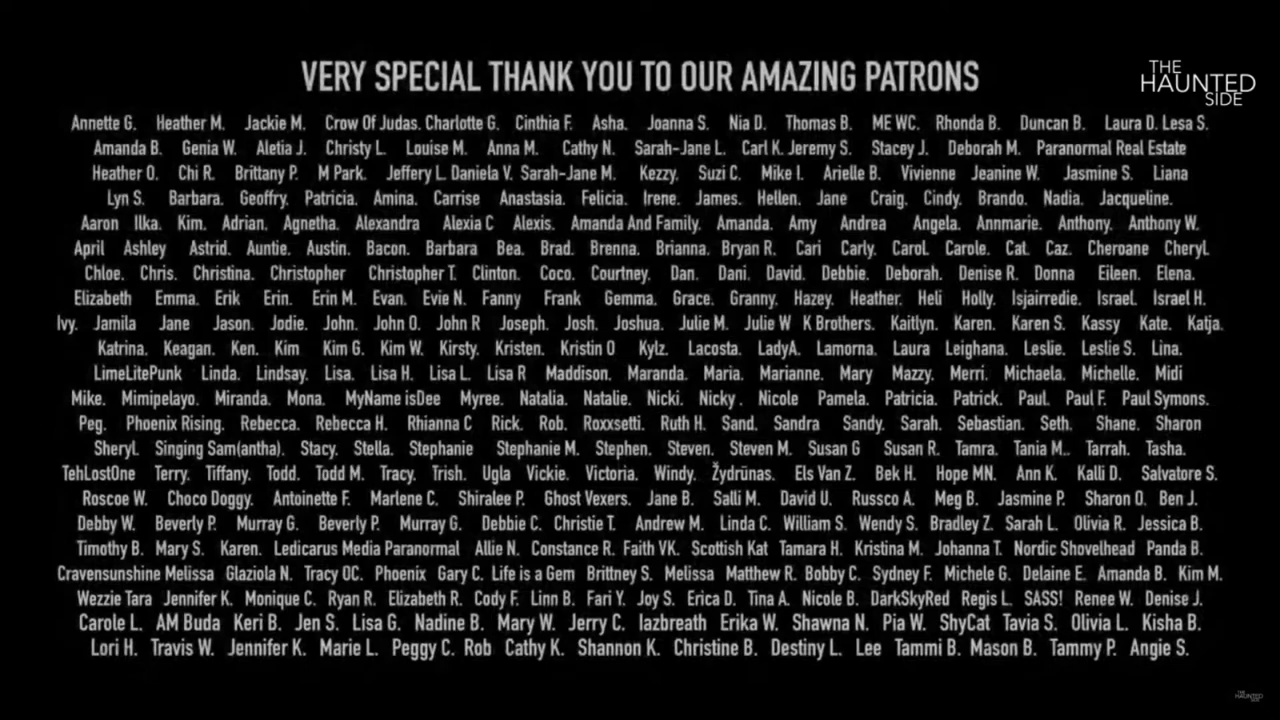 VERY SPECIAL THANK YOU TO OUR AMAZING PATRONS
THE
HAUNTED
SIDE
Annette G. Heather M. Jackie M. Crow Of Judas. Charlotte G. Cinthia F. Asha. Joanna S. Nia D. Thomas B. ME WC. Rhonda B. Duncan B. Laura D. Lesa S.
Amanda B. Genia W. Aletia J. Christy L. Louise M. Anna M. Cathy N. Sarah-Jane L. Carl K. Jeremy S. Stacey J. Deborah M. Paranormal Real Estate
Heather O. Chi R. Brittany P. M Park. Jeffery L. Daniela V. Sarah-Jane M. Kezzy. Suzi C. Mike I. Arielle B. Vivienne Jeanine W. Jasmine S. Liana
Lyn S. Barbara. Geoffry. Patricia. Amina. Carrise Anastasia. Felicia. Irene. James. Hellen. Jane Craig. Cindy. Brando. Nadia. Jacqueline.
Aaron Ilka. Kim. Adrian. Agnetha. Alexandra Alexia C Alexis. Amanda And Family. Amanda. Amy Andrea Angela. Annmarie. Anthony. Anthony W.
April Ashley Astrid. Auntie. Austin. Bacon. Barbara Bea. Brad. Brenna. Brianna. Bryan R. Cari Carly. Carol. Carole. Cat. Caz. Cheroane Cheryl.
Chloe. Chris. Christina. Christopher Christopher T. Clinton. Coco. Courtney. Dan. Dani. David. Debbie. Deborah. Denise R. Donna Eileen. Elena.
Elizabeth Emma. Erik Erin. Erin M. Evan. Evie N. Fanny Frank Gemma. Grace. Granny. Hazey. Heather. Heli Holly. Isjairredie. Israel. Israel H.
Ivy. Jamila Jane Jason. Jodie. John. John O. John R Joseph. Josh. Joshua. Julie M. Julie W K Brothers. Kaitlyn. Karen. Karen S. Kassy Kate. Katja.
Katrina. Keagan. Ken. Kim Kim G. Kim W. Kirsty. Kristen. Kristin O Kylz. Lacosta. LadyA. Lamorna. Laura Leighana. Leslie. Leslie S. Lina.
LimeLitePunk Linda. Lindsay. Lisa. Lisa H. Lisa L. Lisa R Maddison. Maranda. Maria. Marianne. Mary Mazzy. Merri. Michaela. Michelle. Midi
Mike. Mimipelayo. Miranda. Mona. MyName isDee Myree. Natalia. Natalie. Nicki. Nicky . Nicole Pamela. Patricia. Patrick. Paul. Paul F. Paul Symons.
Peg. Phoenix Rising. Rebecca. Rebecca H. Rhianna C Rick. Rob. Roxxsetti. Ruth H. Sand. Sandra Sandy. Sarah. Sebastian. Seth. Shane. Sharon
Sheryl. Singing Sam(antha). Stacy. Stella. Stephanie Stephanie M. Stephen. Steven. Steven M. Susan G Susan R. Tamra. Tania M.. Tarrah. Tasha.
TehLostOne Terry. Tiffany. Todd. Todd M. Tracy. Trish. Ugla Vickie. Victoria. Windy. Žydrūnas. Els Van Z. Bek H. Hope MN. Ann K. Kalli D. Salvatore S.
Roscoe W. Choco Doggy. Antoinette F. Marlene C. Shiralee P. Ghost Vexers. Jane B. Salli M. David U. Russco A. Meg B. Jasmine P. Sharon O. Ben J.
Debby W. Beverly P. Murray G. Beverly P. Murray G. Debbie C. Christie T. Andrew M. Linda C. William S. Wendy S. Bradley Z. Sarah L. Olivia R. Jessica B.
Timothy B. Mary S. Karen. Ledicarus Media Paranormal Allie N. Constance R. Faith VK. Scottish Kat Tamara H. Kristina M. Johanna T. Nordic Shovelhead Panda B.
Cravensunshine Melissa Glaziola N. Tracy OC. Phoenix Gary C. Life is a Gem Brittney S. Melissa Matthew R. Bobby C. Sydney F. Michele G. Delaine E. Amanda B. Kim M.
Wezzie Tara Jennifer K. Monique C. Ryan R. Elizabeth R. Cody F. Linn B. Fari Y. Joy S. Erica D. Tina A. Nicole B. DarkSkyRed Regis L. SASS! Renee W. Denise J.
Carole L. AM Buda Keri B. Jen S. Lisa G. Nadine B. Mary W. Jerry C. Iazbreath Erika W. Shawna N. Pia W. ShyCat Tavia S. Olivia L. Kisha B.
Lori H. Travis W. Jennifer K. Marie L. Peggy C. Rob Cathy K. Shannon K. Christine B. Destiny L. Lee Tammi B. Mason B. Tammy P. Angie S.
THE
HAUNTED
SIDE